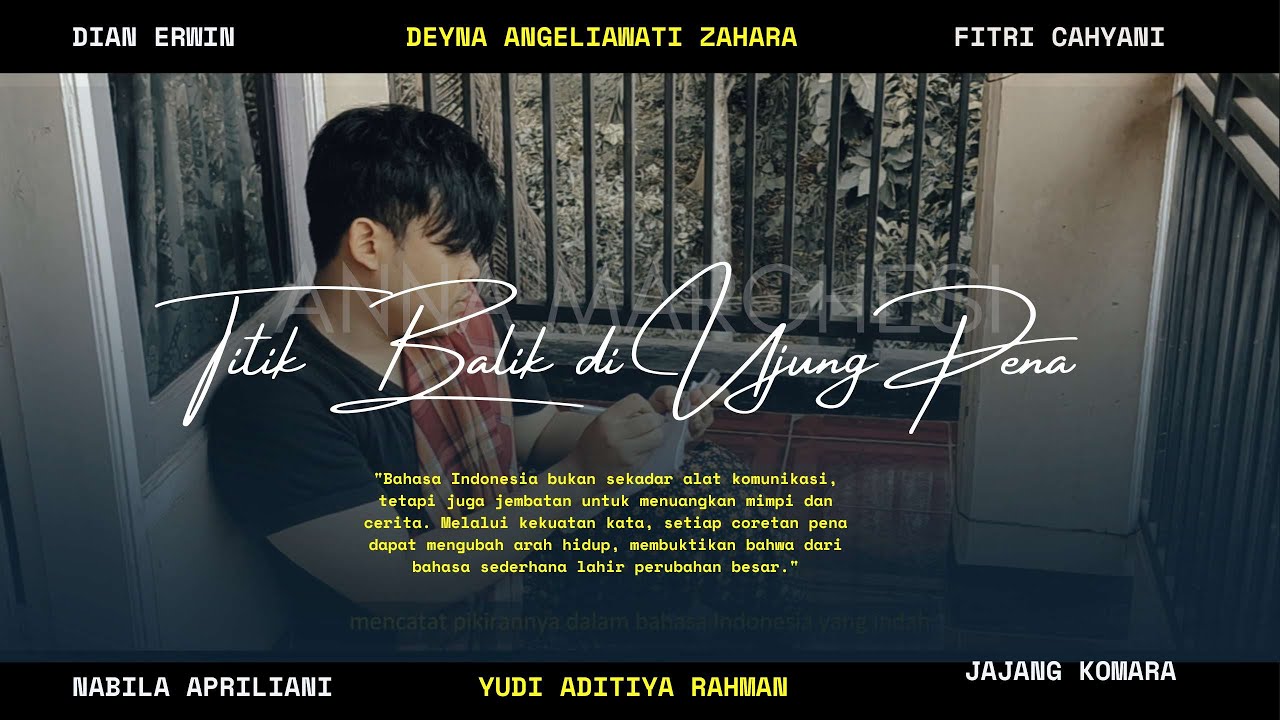 DIAN ERWIN
DEYNA ANGELIAWATI ZAHARA
FITRI CAHYANI
ANNA MARCHESI
Titik Balik di Ujung Pena
"Bahasa Indonesia bukan sekadar alat komunikasi,
tetapi juga jembatan untuk menuangkan mimpi dan
cerita. Melalui kekuatan kata, setiap coretan pena
dapat mengubah arah hidup, membuktikan bahwa dari
bahasa sederhana lahir perubahan besar."
mencatat pikirannya dalam bahasa Indonesia yang indah
NABILA APRILIANI
YUDI ADITIYA RAHMAN
JAJANG KOMARA